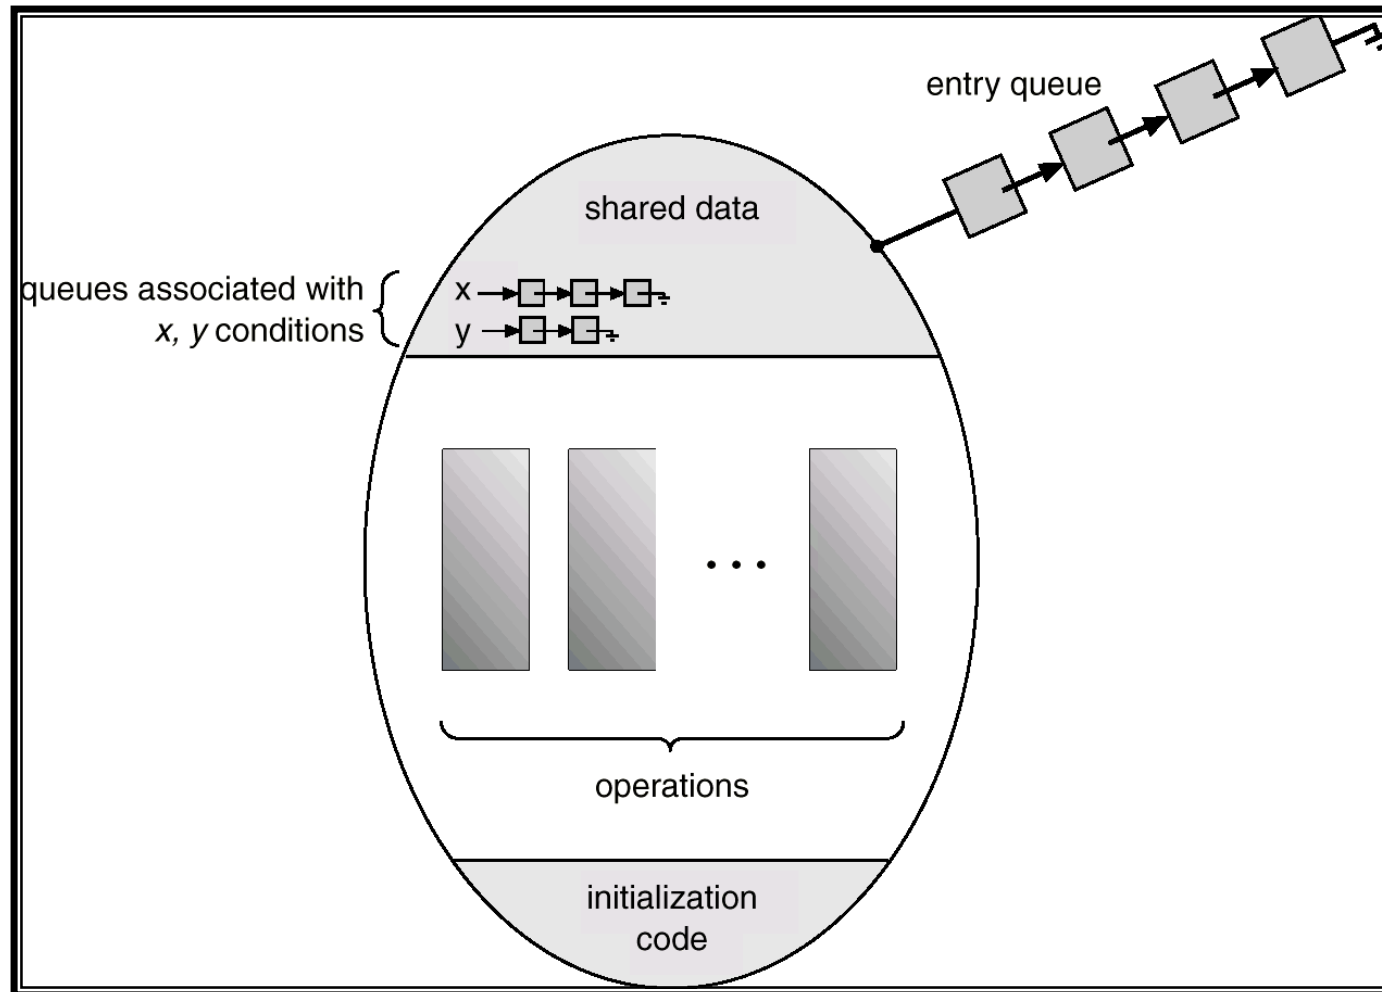 entry queue
shared data
queues associated with
x, y conditions
x
y
• • •
operations
initialization
code